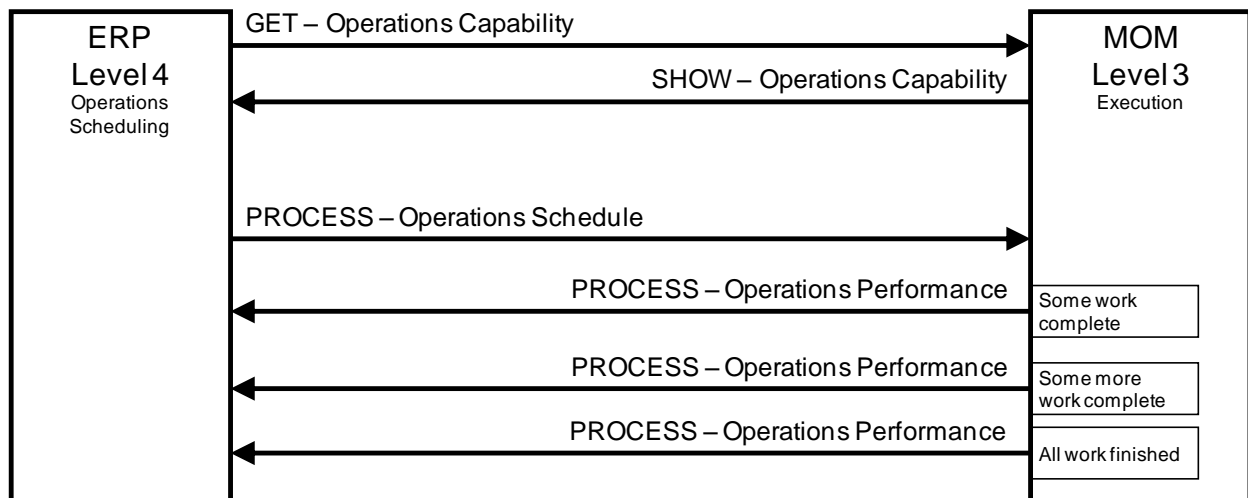 ERP
Level 4
Operations
Scheduling
GET – Operations Capability
MOM
Level 3
Execution
SHOW – Operations Capability
PROCESS – Operations Schedule
PROCESS – Operations Performance
Some work
complete
PROCESS – Operations Performance
Some more
work complete
PROCESS – Operations Performance
All work finished